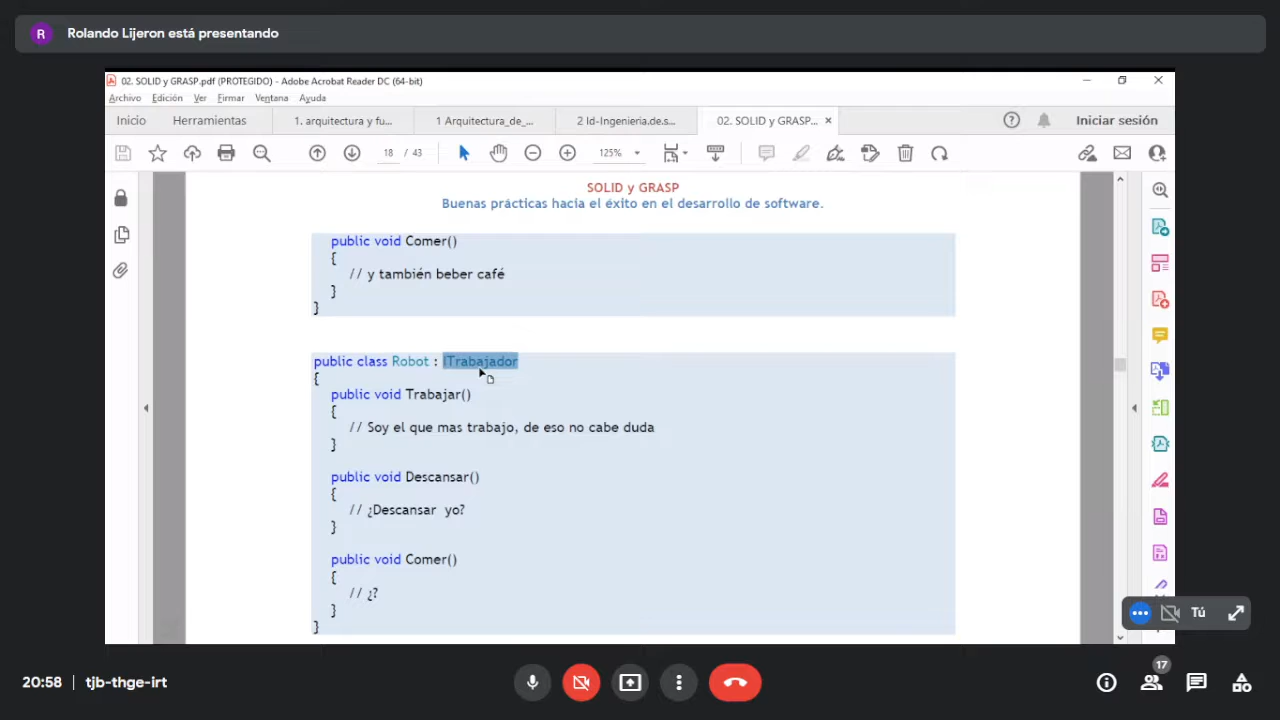 R Rolando Lijeron está presentando
02. SOLID y GRASP.pdf (PROTEGIDO) - Adobe Acrobat Reader DC (64-bit)
Archivo Edición Ver Firmar Ventana Ayuda
Inicio Herramientas 1. arquitectura y fu... 1 Arquitectura_de_... 2 Id-Ingenieria.de.s... 02. SOLID y GRASP... × Iniciar sesión
18 / 43 125%
SOLID y GRASP
Buenas prácticas hacia el éxito en el desarrollo de software.
public void Comer()
{
// y también beber café
}
}
public class Robot : ITrabajador
{
public void Trabajar()
{
// Soy el que mas trabajo, de eso no cabe duda
}
public void Descansar()
{
// ¿Descansar yo?
}
public void Comer()
{
// ¿?
}
}
Tú
20:58 | tjb-thge-irt
17